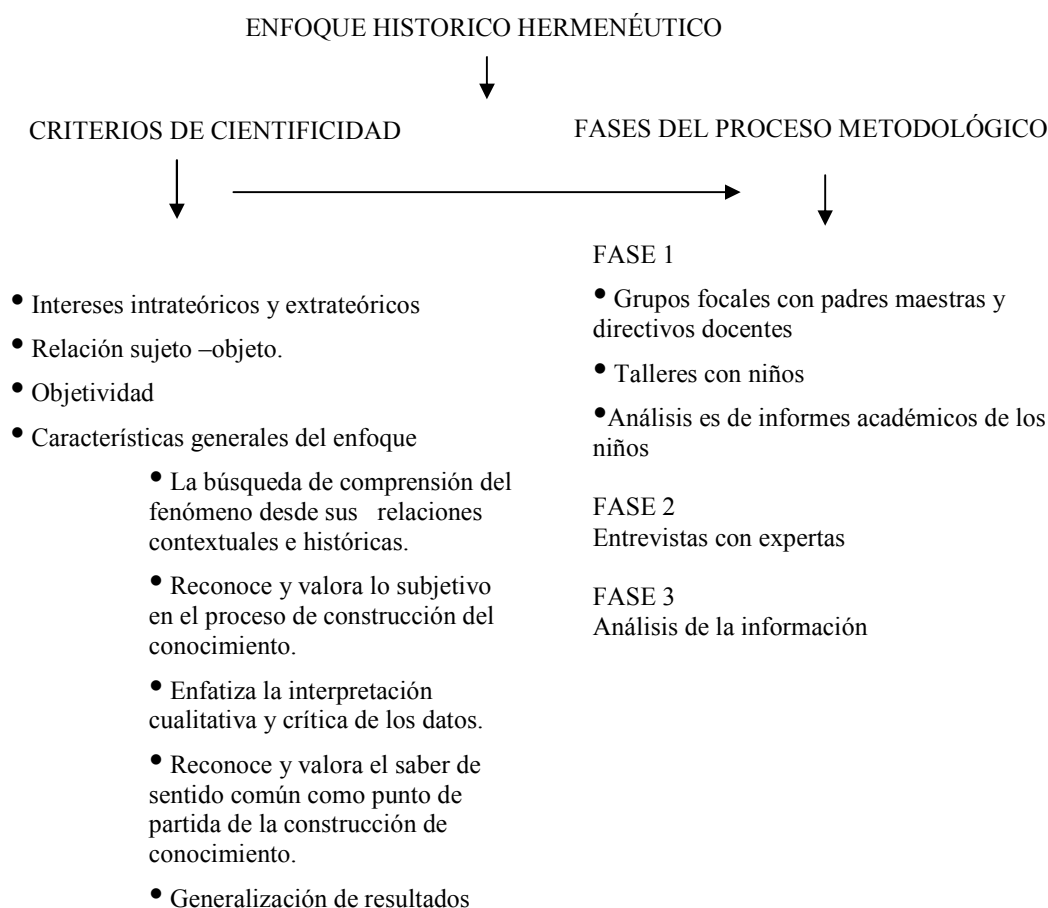 ENFOQUE HISTORICO HERMENÉUTICO
CRITERIOS DE CIENTIFICIDAD
• Intereses intrateóricos y extrateóricos
• Relación sujeto –objeto.
• Objetividad
• Características generales del enfoque
• La búsqueda de comprensión del
fenómeno desde sus relaciones
contextuales e históricas.
• Reconoce y valora lo subjetivo
en el proceso de construcción del
conocimiento.
• Enfatiza la interpretación
cualitativa y crítica de los datos.
• Reconoce y valora el saber de
sentido común como punto de
partida de la construcción de
conocimiento.
• Generalización de resultados
FASES DEL PROCESO METODOLÓGICO
FASE 1
• Grupos focales con padres maestras y
directivos docentes
• Talleres con niños
•Análisis es de informes académicos de los
niños
FASE 2
Entrevistas con expertas
FASE 3
Análisis de la información